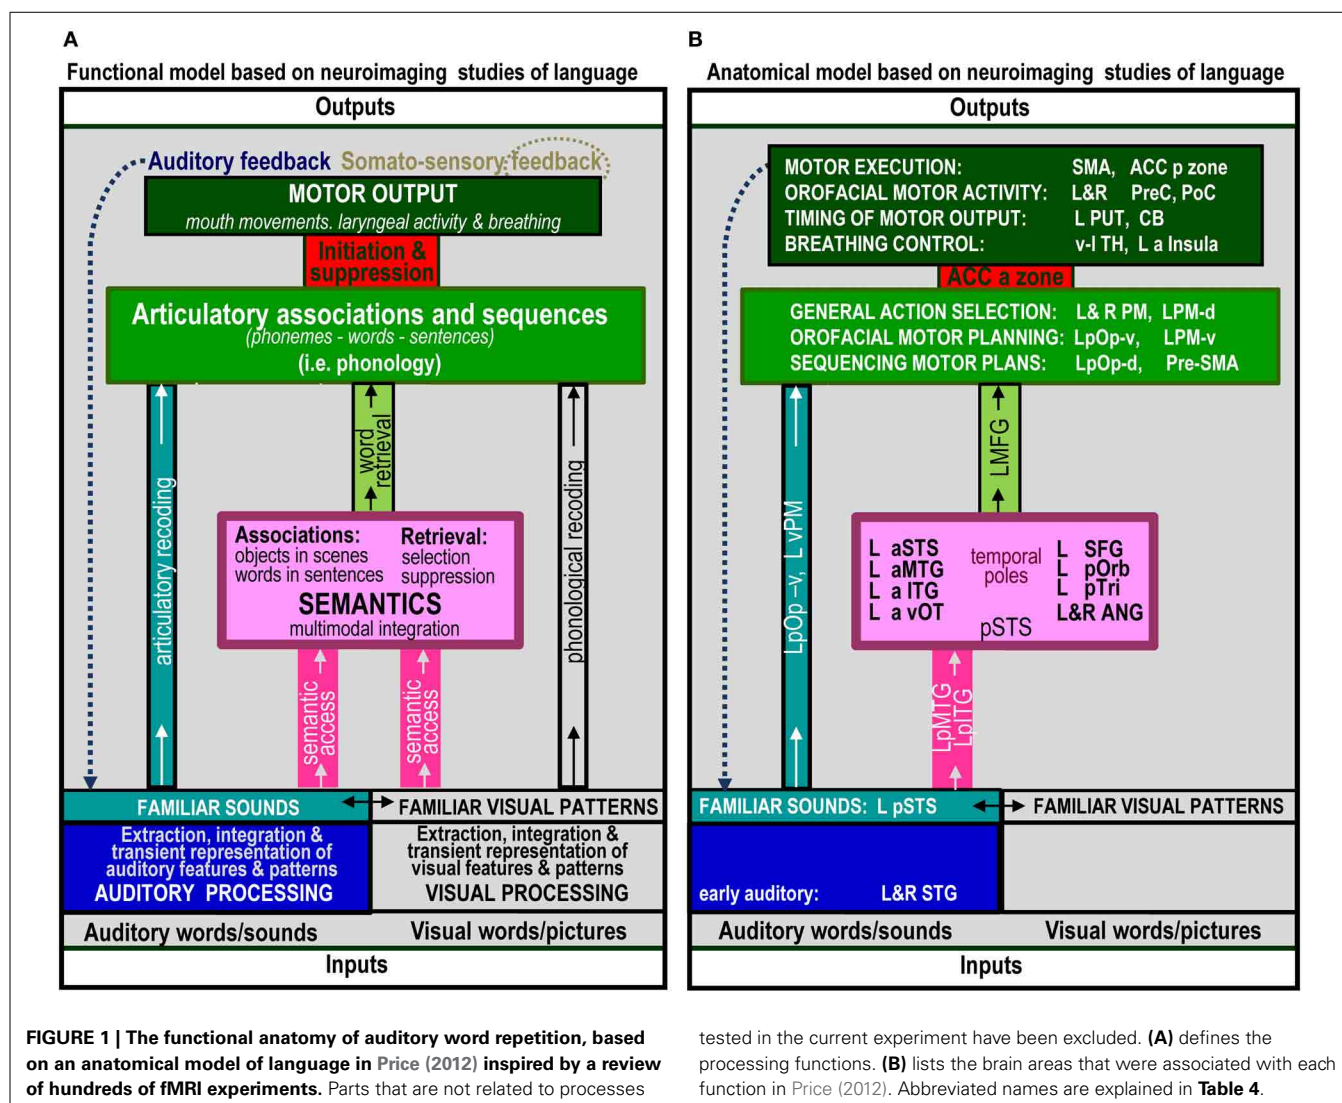 A
Functional model based on neuroimaging studies of language
Outputs
Auditory feedback Somato-sensory feedback
MOTOR OUTPUT
mouth movements. laryngeal activity & breathing
Initiation &
suppression
Articulatory associations and sequences
(phonemes - words - sentences)
(i.e. phonology)
articulatory recoding
word
retrieval
phonological recoding
Associations:
objects in scenes
words in sentences
Retrieval:
selection
suppression
SEMANTICS
multimodal integration
semantic
access
semantic
access
FAMILIAR SOUNDS
FAMILIAR VISUAL PATTERNS
Extraction, integration &
transient representation of
auditory features & patterns
AUDITORY PROCESSING
Extraction, integration &
transient representation of
visual features & patterns
VISUAL PROCESSING
Auditory words/sounds
Visual words/pictures
Inputs
B
Anatomical model based on neuroimaging studies of language
Outputs
MOTOR EXECUTION: SMA, ACC p zone
OROFACIAL MOTOR ACTIVITY: L&R PreC, PoC
TIMING OF MOTOR OUTPUT: L PUT, CB
BREATHING CONTROL: v-l TH, L a Insula
ACC a zone
GENERAL ACTION SELECTION: L& R PM, LPM-d
OROFACIAL MOTOR PLANNING: LpOp-v, LPM-v
SEQUENCING MOTOR PLANS: LpOp-d, Pre-SMA
LpOp –v, L vPM
LMFG
L aSTS
L aMTG
L a ITG
L a vOT
temporal
poles
pSTS
L SFG
L pOrb
L pTri
L&R ANG
LpMTG
LpITG
FAMILIAR SOUNDS: L pSTS
FAMILIAR VISUAL PATTERNS
early auditory: L&R STG
Auditory words/sounds
Visual words/pictures
Inputs
FIGURE 1 | The functional anatomy of auditory word repetition, based
on an anatomical model of language in Price (2012) inspired by a review
of hundreds of fMRI experiments. Parts that are not related to processes
tested in the current experiment have been excluded. (A) defines the
processing functions. (B) lists the brain areas that were associated with each
function in Price (2012). Abbreviated names are explained in Table 4.